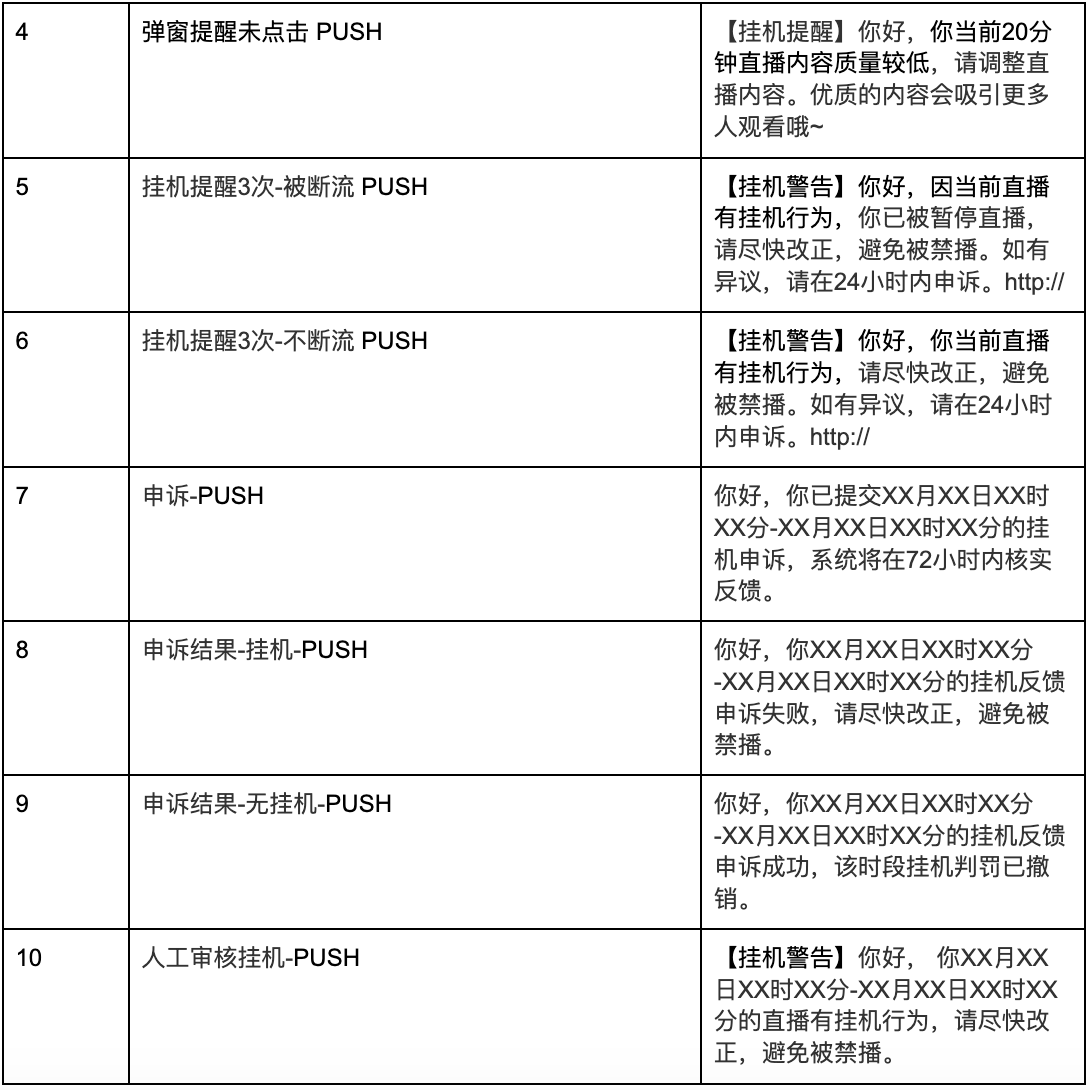 4
弹窗提醒未点击 PUSH
【挂机提醒】你好，你当前20分
钟直播内容质量较低，请调整直
播内容。优质的内容会吸引更多
人观看哦~
5
挂机提醒3次-被断流 PUSH
【挂机警告】你好，因当前直播
有挂机行为，你已被暂停直播，
请尽快改正，避免被禁播。如有
异议，请在24小时内申诉。http://
6
挂机提醒3次-不断流 PUSH
【挂机警告】你好，你当前直播
有挂机行为，请尽快改正，避免
被禁播。如有异议，请在24小时
内申诉。http://
7
申诉-PUSH
你好，你已提交XX月XX日XX时
XX分-XX月XX日XX时XX分的挂
机申诉，系统将在72小时内核实
反馈。
8
申诉结果-挂机-PUSH
你好，你XX月XX日XX时XX分
-XX月XX日XX时XX分的挂机反馈
申诉失败，请尽快改正，避免被
禁播。
9
申诉结果-无挂机-PUSH
你好，你XX月XX日XX时XX分
-XX月XX日XX时XX分的挂机反馈
申诉成功，该时段挂机判罚已撤
销。
10
人工审核挂机-PUSH
【挂机警告】你好， 你XX月XX
日XX时XX分-XX月XX日XX时XX
分的直播有挂机行为，请尽快改
正，避免被禁播。